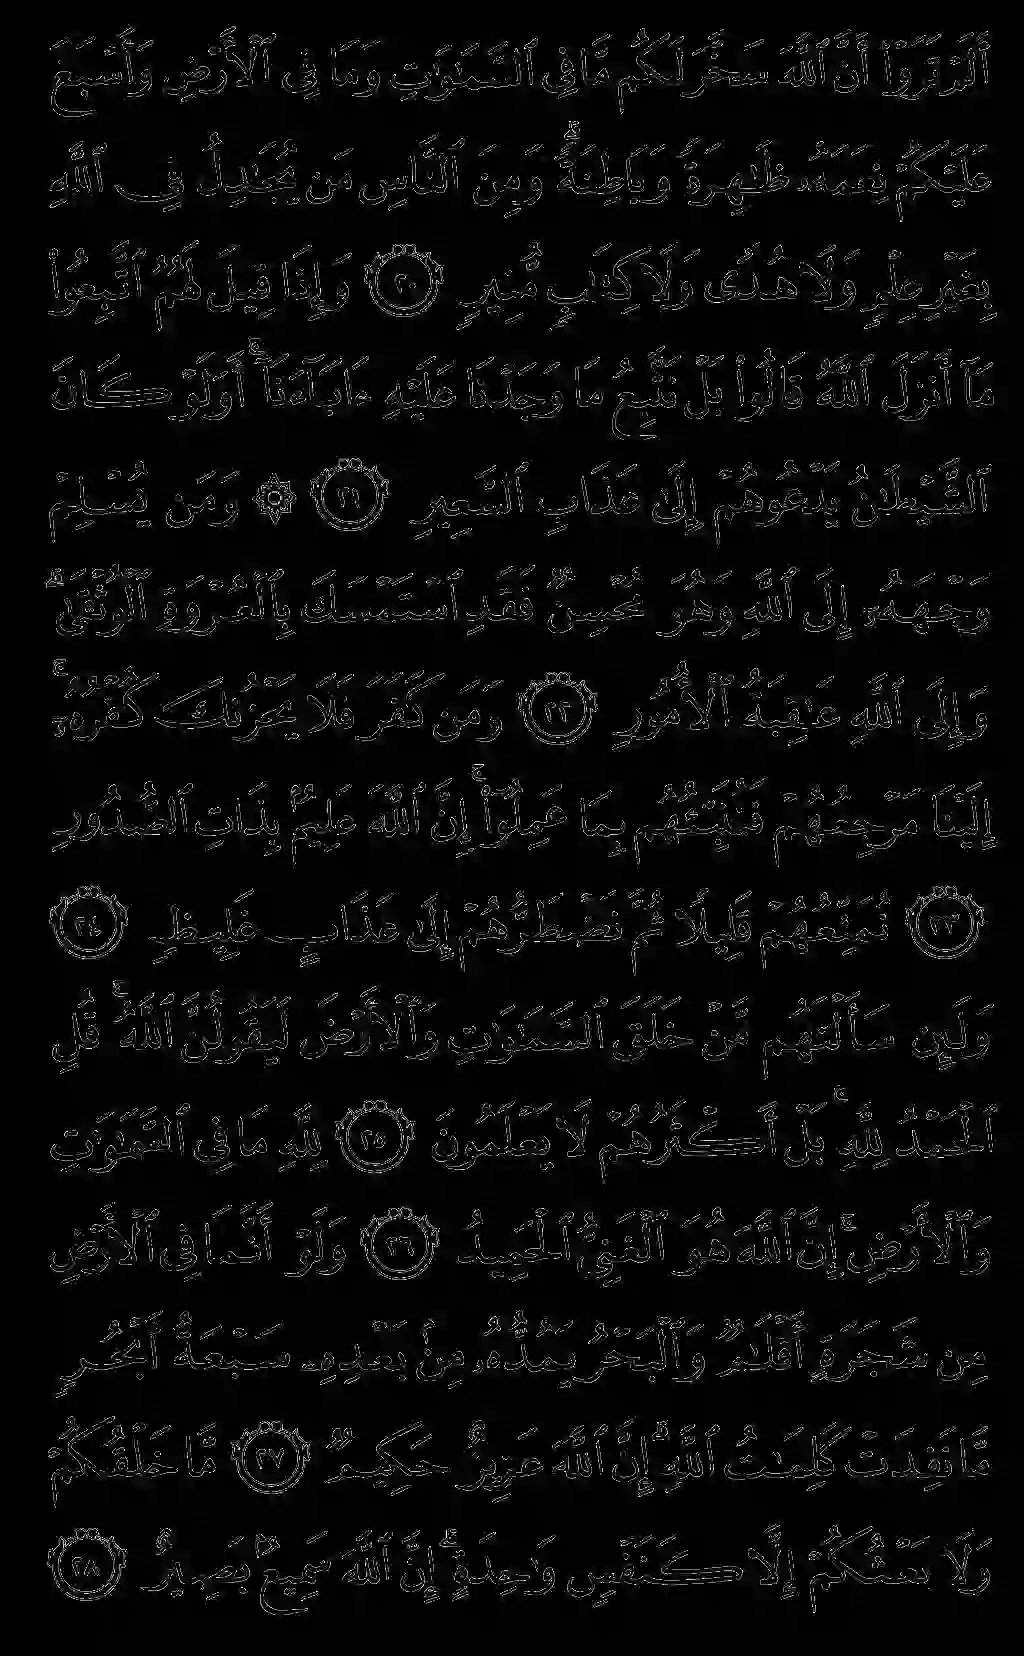 أَلَمْ تَرَوْا۟ أَنَّ ٱللَّهَ سَخَّرَ لَكُم مَّا فِى ٱلسَّمَـٰوَٰتِ وَمَا فِى ٱلْأَرْضِ وَأَسْبَغَ
عَلَيْكُمْ نِعَمَهُۥ ظَـٰهِرَةً وَبَاطِنَةً ۗ وَمِنَ ٱلنَّاسِ مَن يُجَـٰدِلُ فِى ٱللَّهِ
بِغَيْرِ عِلْمٍ وَلَا هُدًى وَلَا كِتَـٰبٍ مُّنِيرٍ ٢٠ وَإِذَا قِيلَ لَهُمُ ٱتَّبِعُوا۟
مَآ أَنزَلَ ٱللَّهُ قَالُوا۟ بَلْ نَتَّبِعُ مَا وَجَدْنَا عَلَيْهِ ءَابَآءَنَآ ۚ أَوَلَوْ كَانَ
ٱلشَّيْطَـٰنُ يَدْعُوهُمْ إِلَىٰ عَذَابِ ٱلسَّعِيرِ ٢١ ۞ وَمَن يُسْلِمْ
وَجْهَهُۥٓ إِلَى ٱللَّهِ وَهُوَ مُحْسِنٌ فَقَدِ ٱسْتَمْسَكَ بِٱلْعُرْوَةِ ٱلْوُثْقَىٰ ۗ
وَإِلَى ٱللَّهِ عَـٰقِبَةُ ٱلْأُمُورِ ٢٢ وَمَن كَفَرَ فَلَا يَحْزُنكَ كُفْرُهُۥٓ ۚ
إِلَيْنَا مَرْجِعُهُمْ فَنُنَبِّئُهُم بِمَا عَمِلُوٓا۟ ۚ إِنَّ ٱللَّهَ عَلِيمٌۢ بِذَاتِ ٱلصُّدُورِ
٢٣ نُمَتِّعُهُمْ قَلِيلًا ثُمَّ نَضْطَرُّهُمْ إِلَىٰ عَذَابٍ غَلِيظٍ ٢٤
وَلَئِن سَأَلْتَهُم مَّنْ خَلَقَ ٱلسَّمَـٰوَٰتِ وَٱلْأَرْضَ لَيَقُولُنَّ ٱللَّهُ ۚ قُلِ
ٱلْحَمْدُ لِلَّهِ ۚ بَلْ أَكْثَرُهُمْ لَا يَعْلَمُونَ ٢٥ لِلَّهِ مَا فِى ٱلسَّمَـٰوَٰتِ
وَٱلْأَرْضِ ۚ إِنَّ ٱللَّهَ هُوَ ٱلْغَنِىُّ ٱلْحَمِيدُ ٢٦ وَلَوْ أَنَّمَا فِى ٱلْأَرْضِ
مِن شَجَرَةٍ أَقْلَـٰمٌ وَٱلْبَحْرُ يَمُدُّهُۥ مِنۢ بَعْدِهِۦ سَبْعَةُ أَبْحُرٍ
مَّا نَفِدَتْ كَلِمَـٰتُ ٱللَّهِ ۗ إِنَّ ٱللَّهَ عَزِيزٌ حَكِيمٌ ٢٧ مَّا خَلْقُكُمْ
وَلَا بَعْثُكُمْ إِلَّا كَنَفْسٍ وَٰحِدَةٍ ۗ إِنَّ ٱللَّهَ سَمِيعٌۢ بَصِيرٌ ٢٨